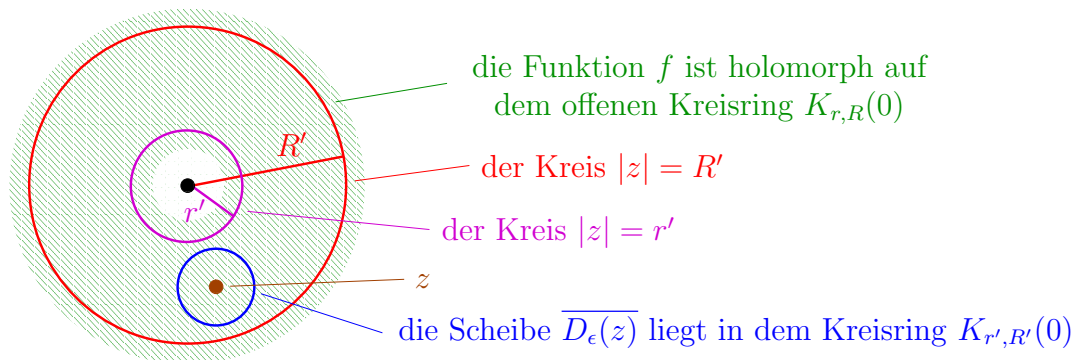 die Funktion f ist holomorph auf
dem offenen Kreisring K_{r,R}(0)
R′
der Kreis |z| = R′
r′
der Kreis |z| = r′
z
die Scheibe \overline{D_ϵ(z)} liegt in dem Kreisring K_{r′,R′}(0)